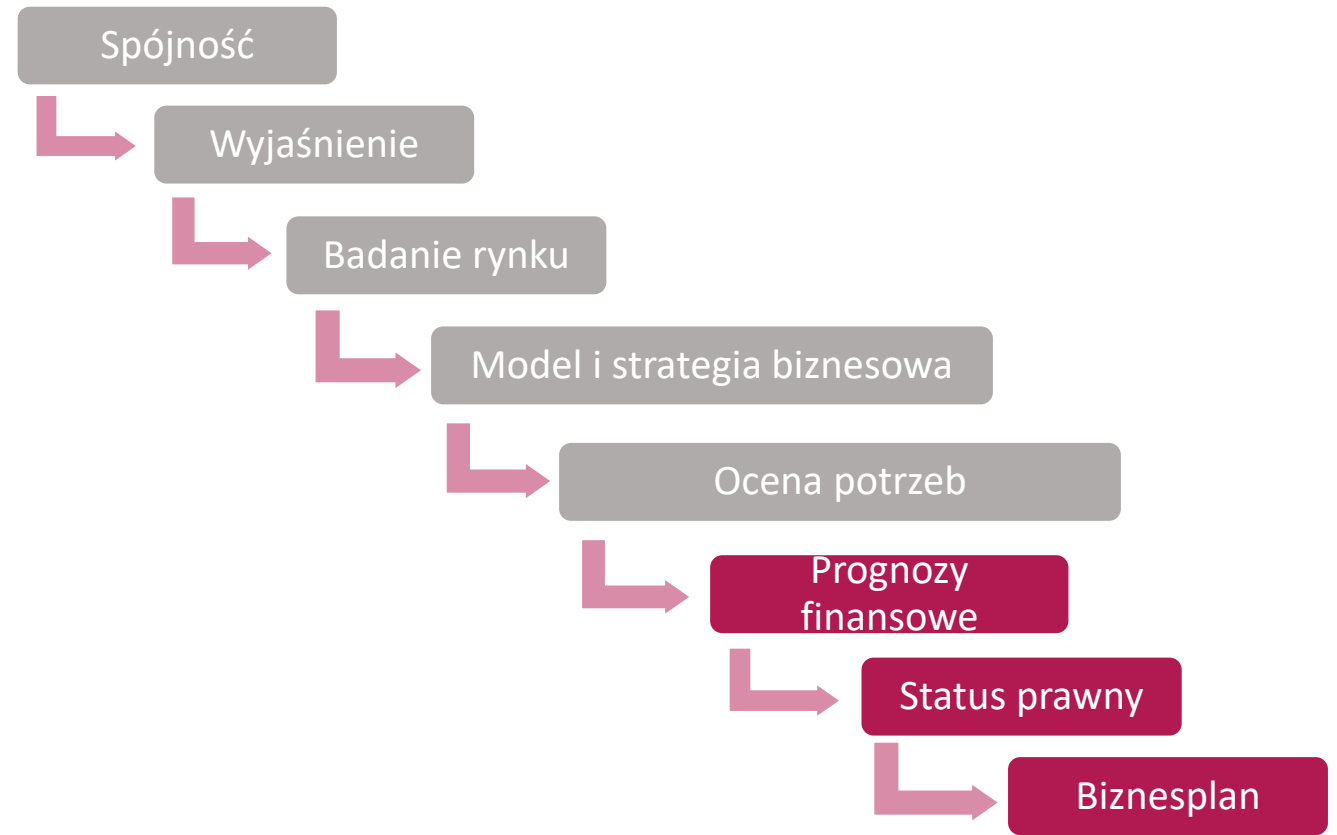 Spójność
Wyjaśnienie
Badanie rynku
Model i strategia biznesowa
Ocena potrzeb
Prognozy
finansowe
Status prawny
Biznesplan